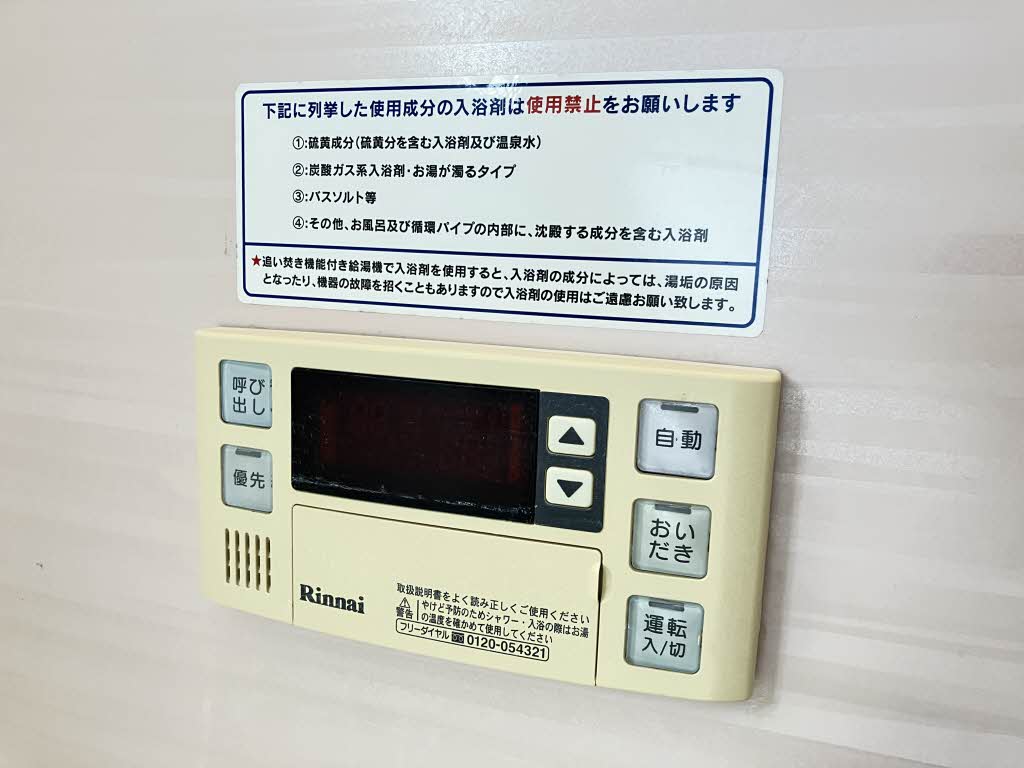 下記に列挙した使用成分の入浴剤は使用禁止をお願いします
①:硫黄成分(硫黄分を含む入浴剤及び温泉水)
②:炭酸ガス系入浴剤・お湯が濁るタイプ
③:バスソルト等
④:その他、お風呂及び循環パイプの内部に、沈殿する成分を含む入浴剤
★追い焚き機能付き給湯機で入浴剤を使用すると、入浴剤の成分によっては、湯垢の原因
となったり、機器の故障を招くこともありますので入浴剤の使用はご遠慮お願い致します。
呼び
出し
優先
▲
▼
自動
おい
だき
運転
入/切
Rinnai
取扱説明書をよく読み正しくご使用ください
警告
やけど予防のためシャワー・入浴の際はお湯
の温度を確かめて使用してください
フリーダイヤル 0120-054321